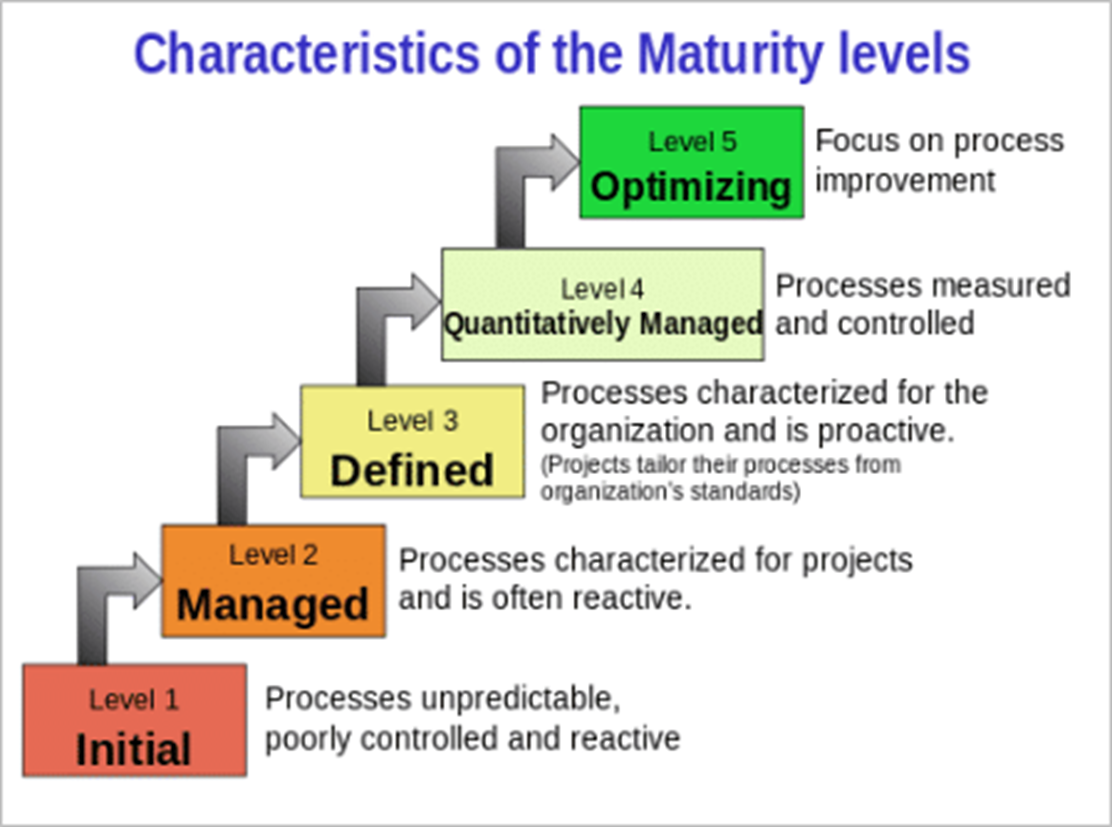 Characteristics of the Maturity levels
Level 5
Optimizing
Focus on process
improvement
Level 4
Quantitatively Managed
Processes measured
and controlled
Level 3
Defined
Processes characterized for the
organization and is proactive.
(Projects tailor their processes from
organization's standards)
Level 2
Managed
Processes characterized for projects
and is often reactive.
Level 1
Initial
Processes unpredictable,
poorly controlled and reactive